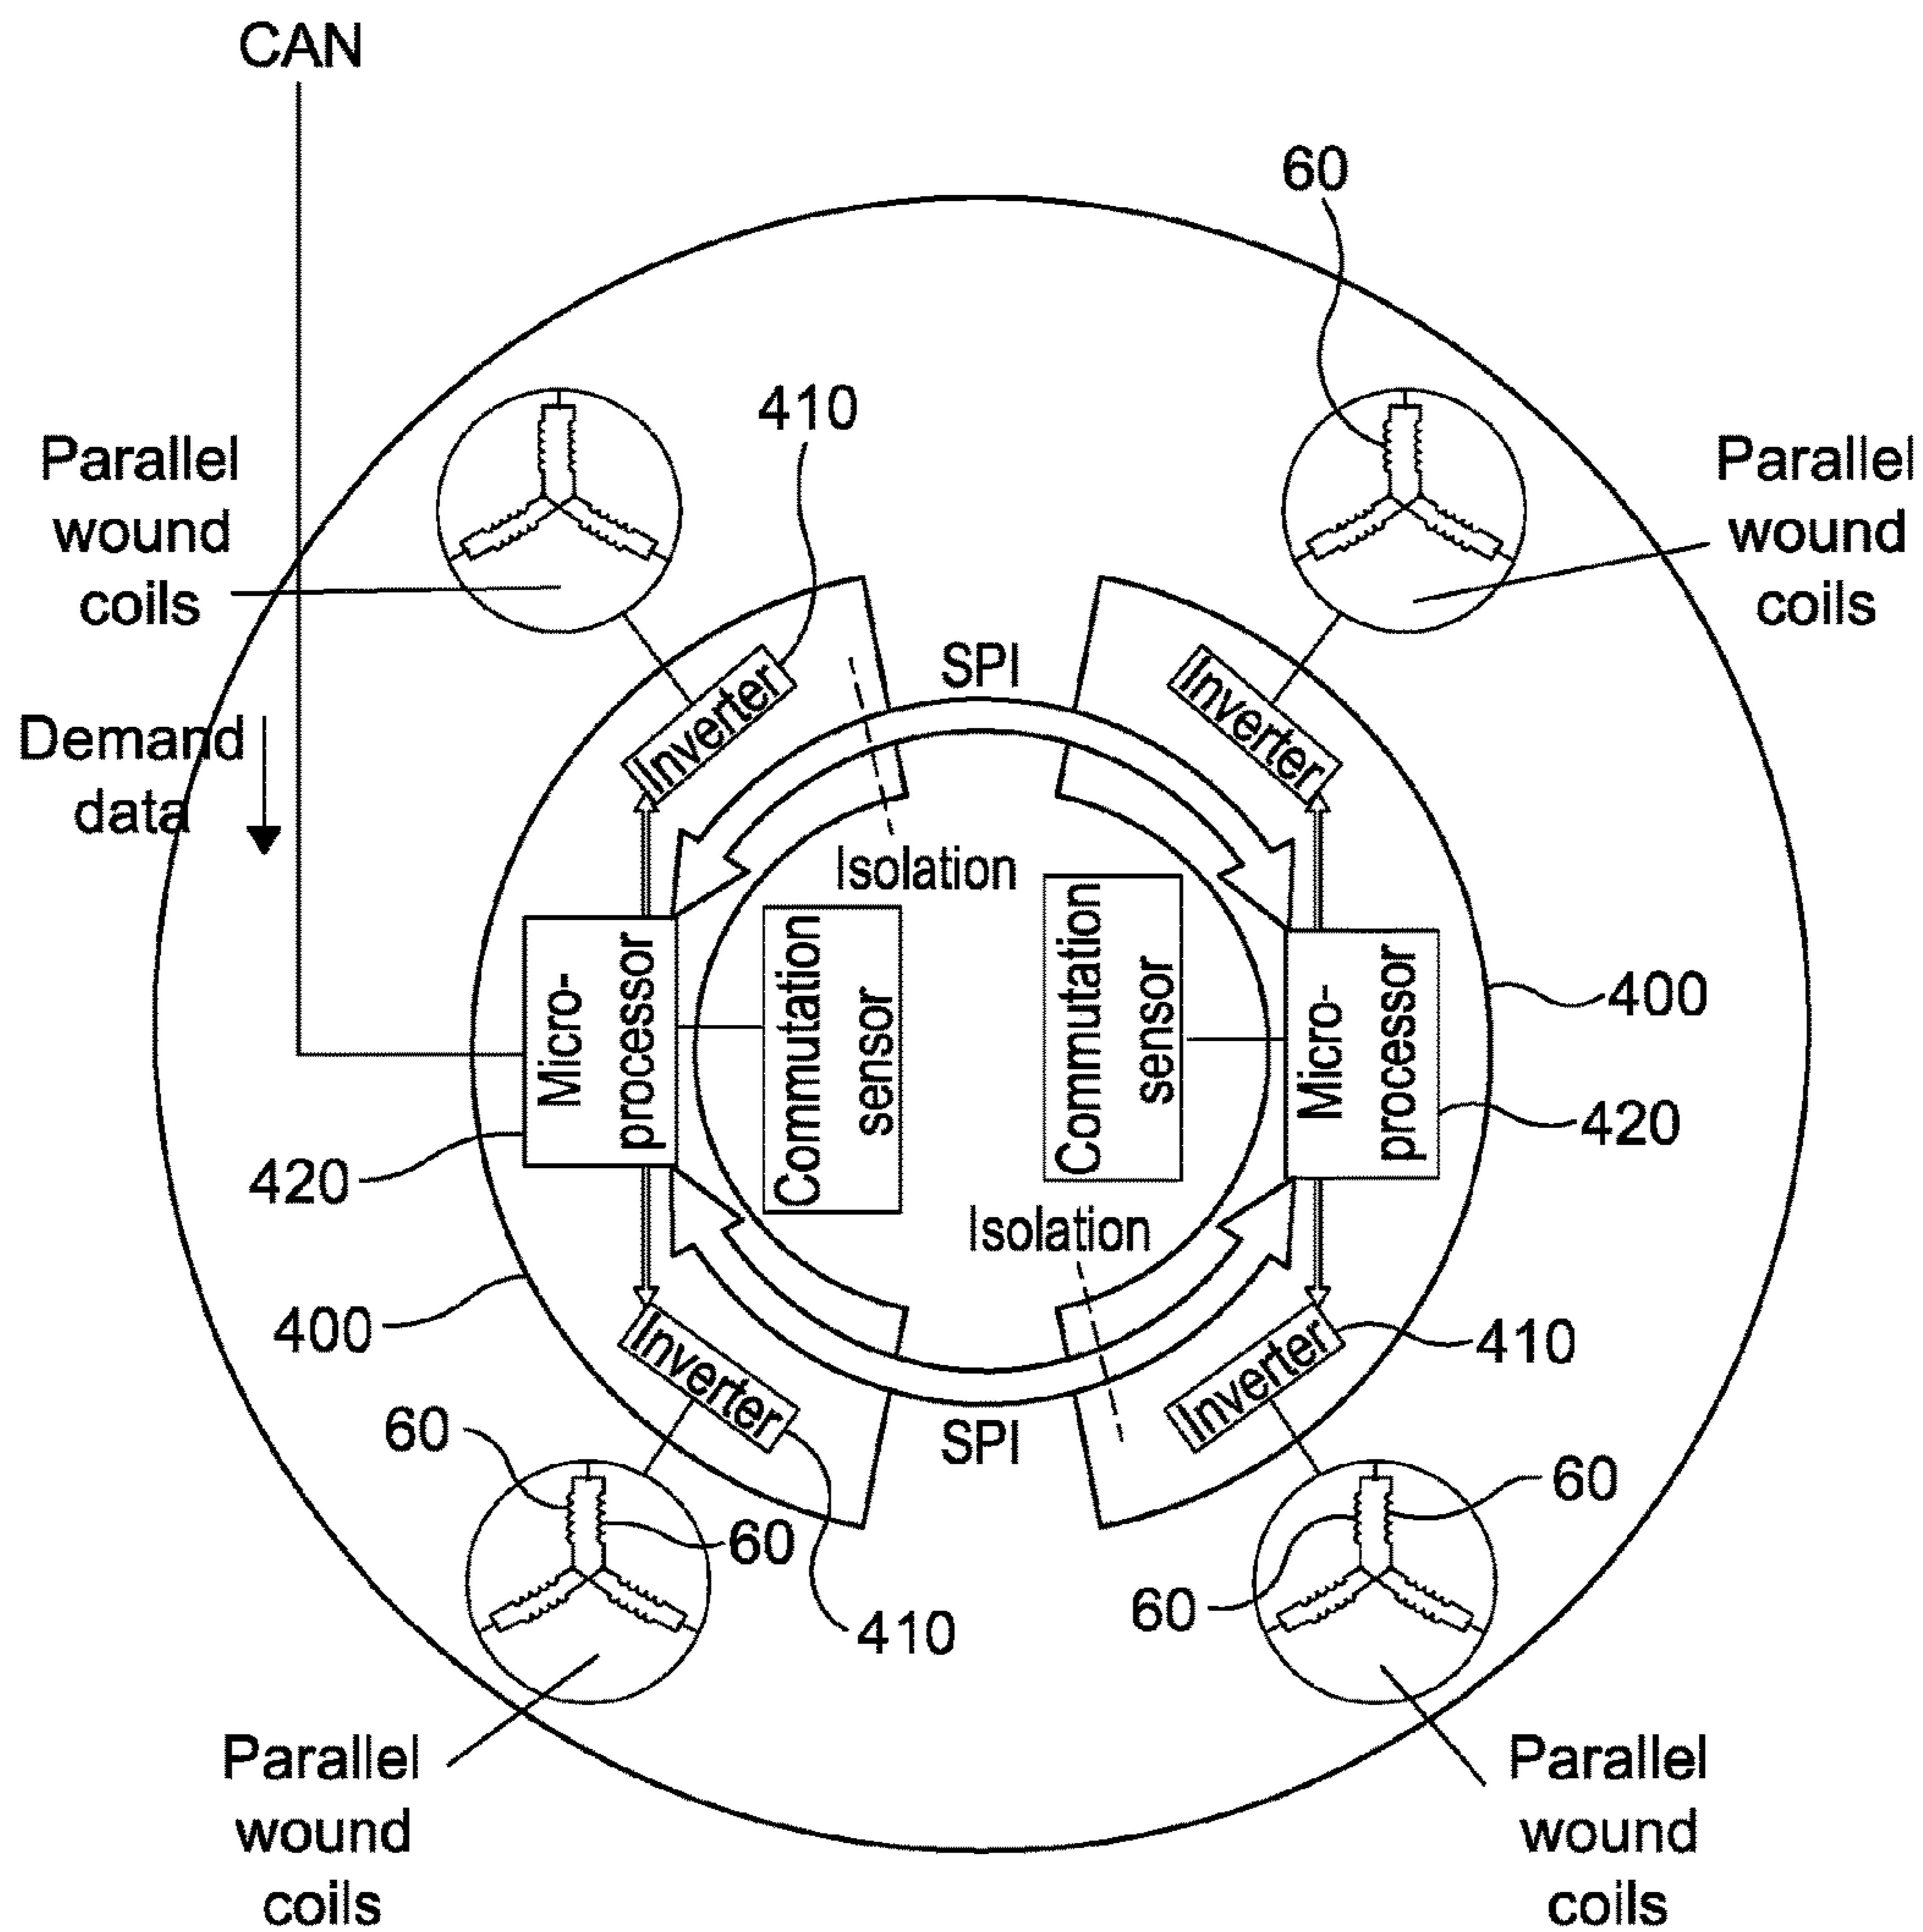 CAN
60
410
Parallel
wound
coils
Parallel
wound
coils
SPI
Inverter
Inverter
Demand
data
Isolation
Commutation
sensor
Commutation
sensor
Micro-
processor
Micro-
processor
400
420
420
Isolation
400
Inverter
Inverter
410
60
SPI
60
60
60
410
Parallel
wound
coils
Parallel
wound
coils